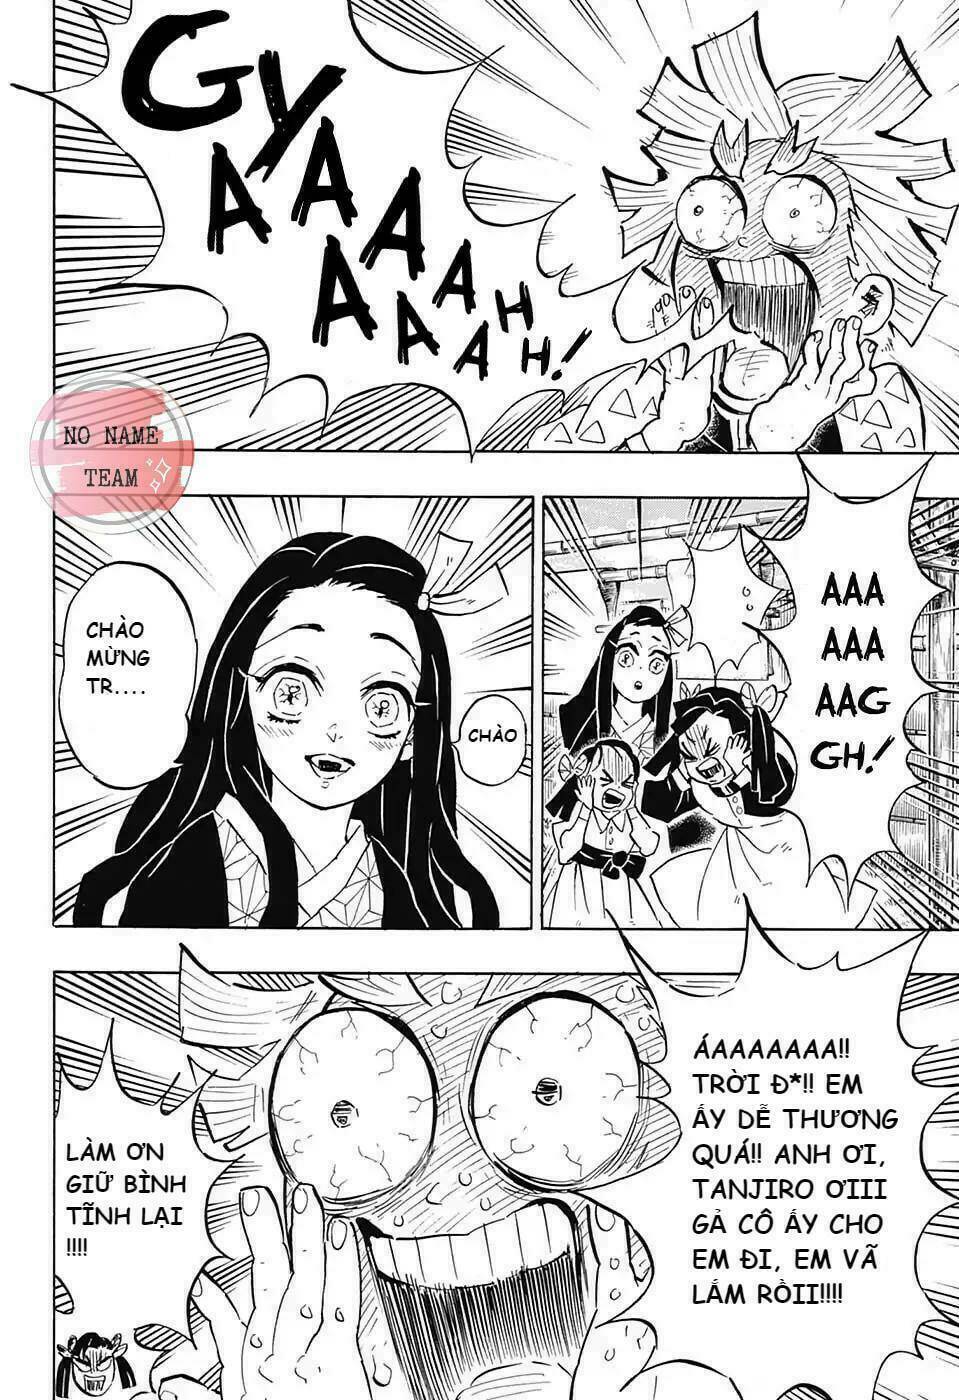 GYAAAAAAAAH!
AAA
AAA
AAG
GH!
CHÀO
MỪNG
TR....
CHÀO
ÁAAAAAAA!!
TRỜI Đ*!! EM
ẤY DỄ THƯƠNG
QUÁ!! ANH ƠI,
TANJIRO ƠIII
GẢ CÔ ẤY CHO
EM ĐI, EM VÃ
LẮM RỒII!!!!
LÀM ƠN
GIỮ BÌNH
TĨNH LẠI
!!!!
NO NAME
TEAM